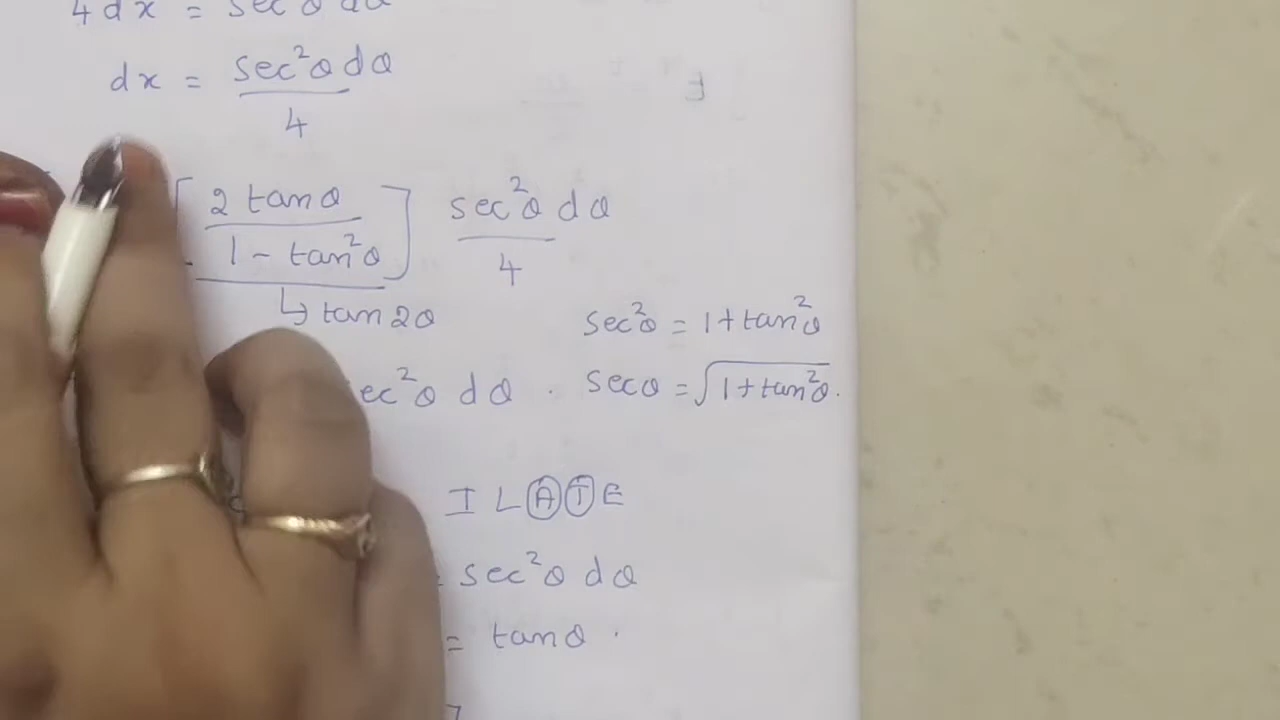 4 dx = sec²θ dθ
dx = sec²θ dθ / 4
[ 2 tanθ / 1 - tan²θ ] sec²θ dθ / 4
↳ tan 2θ
sec²θ = 1 + tan²θ
ec²θ dθ . secθ = √1 + tan²θ.
I L A T E
= sec²θ dθ
= tanθ .